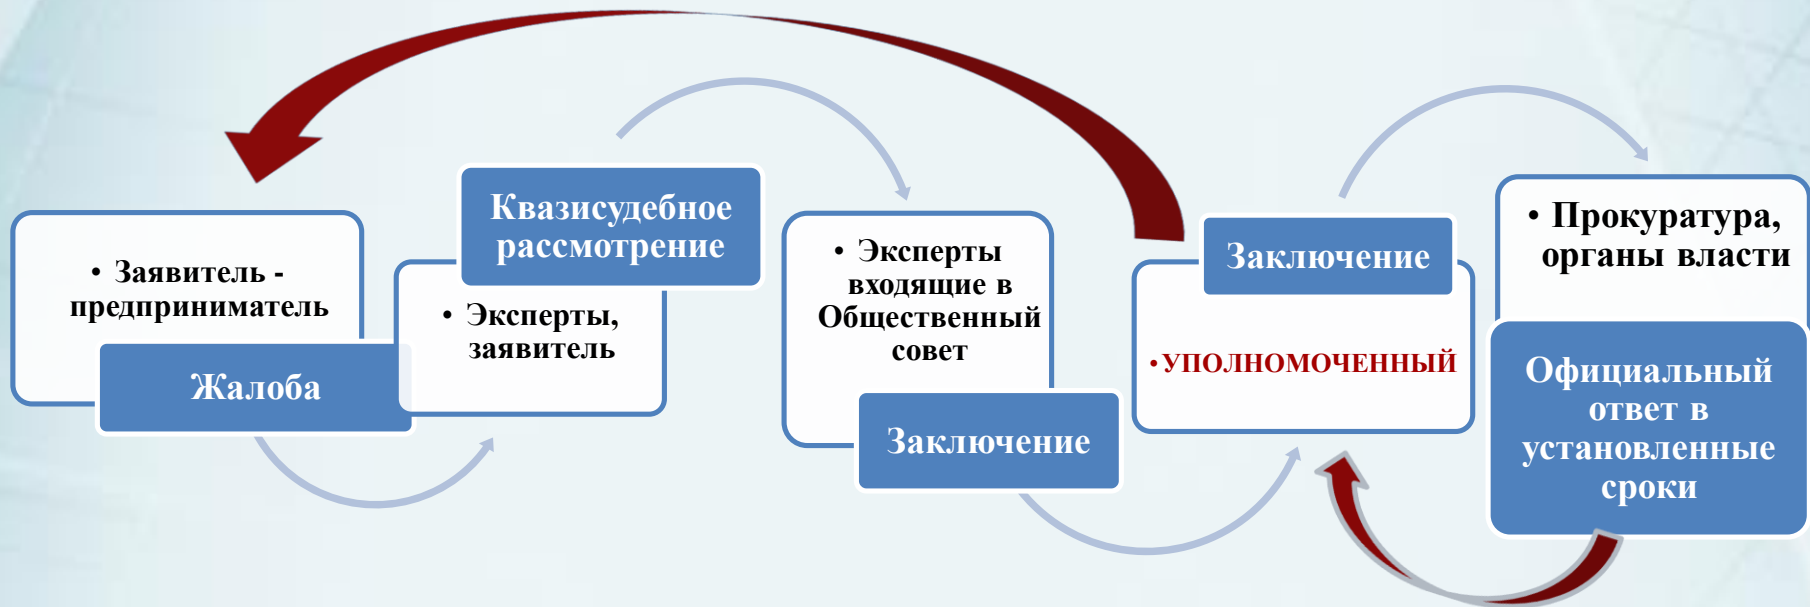 • Заявитель -
предприниматель
Жалоба
Квазисудебное
рассмотрение
• Эксперты,
заявитель
• Эксперты
входящие в
Общественный
совет
Заключение
Заключение
• УПОЛНОМОЧЕННЫЙ
• Прокуратура,
органы власти
Официальный
ответ в
установленные
сроки